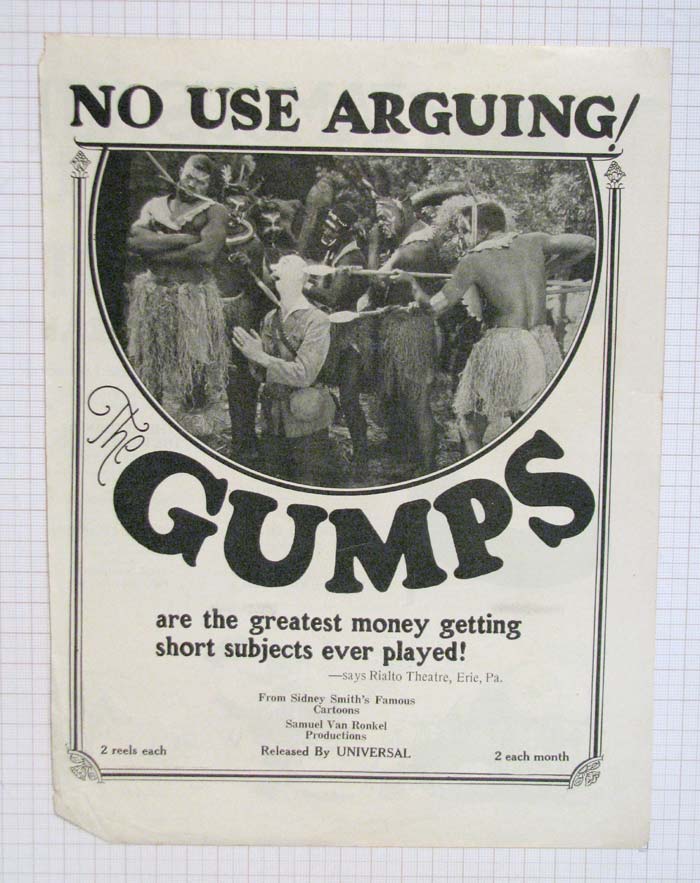 NO USE ARGUING!
The
GUMPS
are the greatest money getting
short subjects ever played!
—says Rialto Theatre, Erie, Pa.
From Sidney Smith's Famous
Cartoons
Samuel Van Ronkel
Productions
2 reels each
Released By UNIVERSAL
2 each month